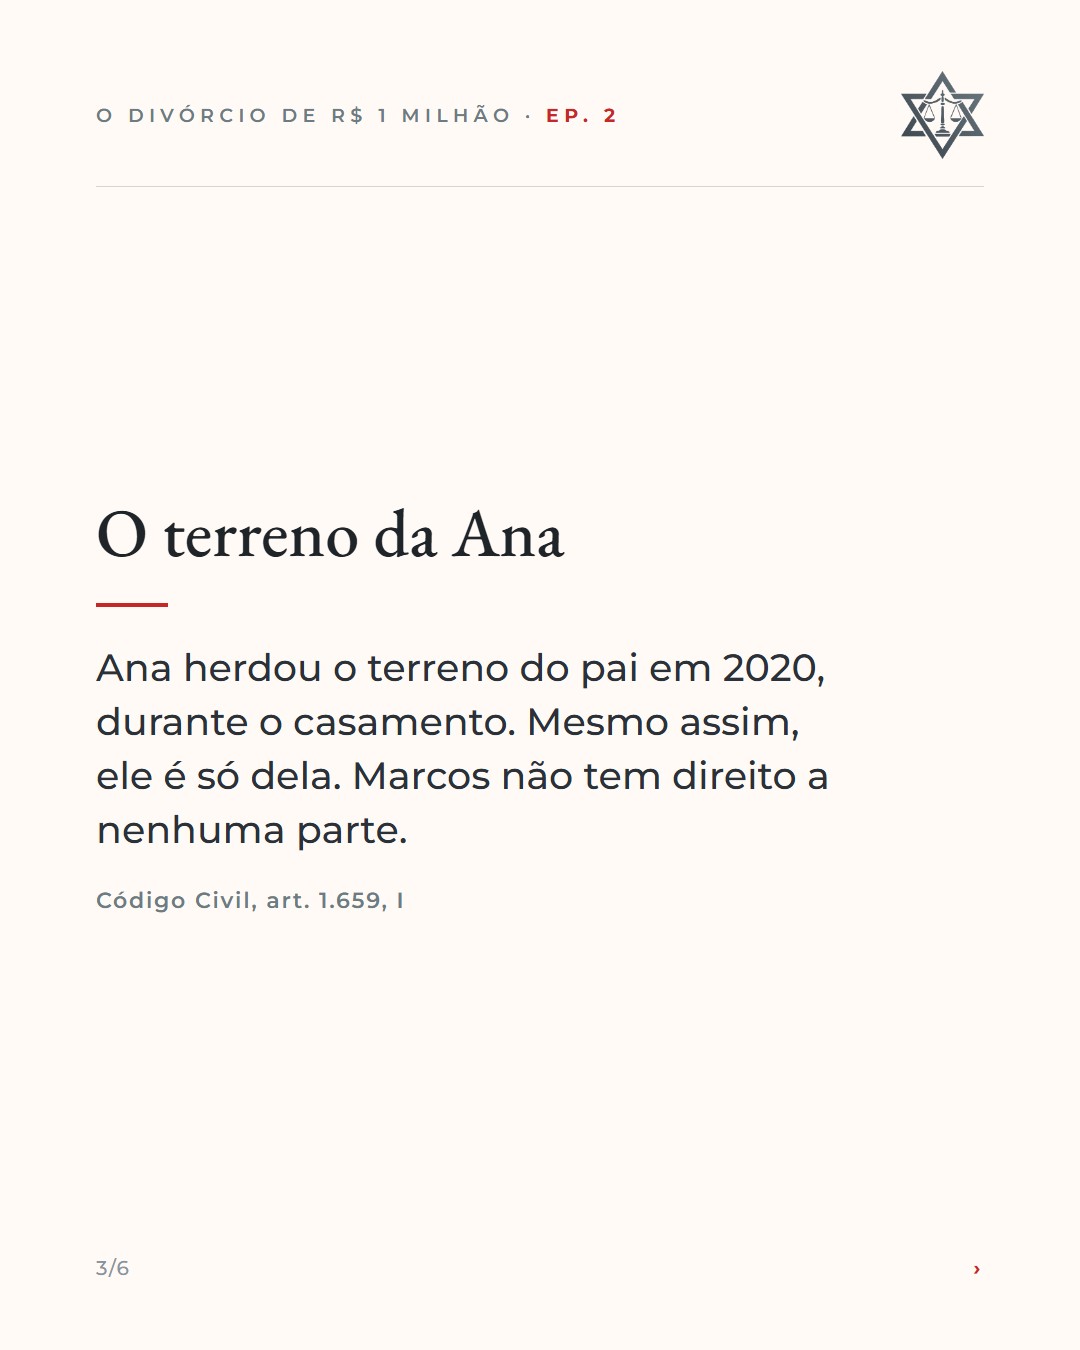 O DIVÓRCIO DE R$ 1 MILHÃO · EP. 2
O terreno da Ana
Ana herdou o terreno do pai em 2020,
durante o casamento. Mesmo assim,
ele é só dela. Marcos não tem direito a
nenhuma parte.
Código Civil, art. 1.659, I
3/6
›